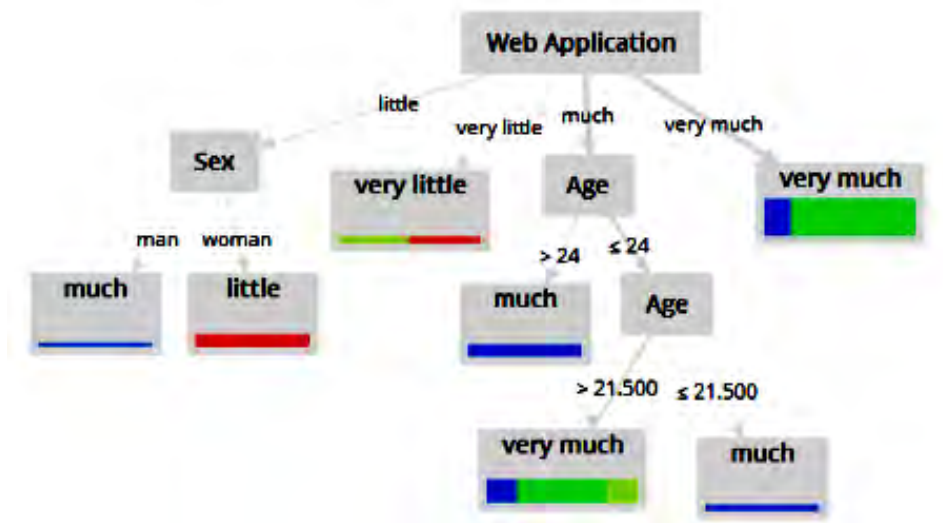 Web Application
little
very little
much
very much
Sex
very little
Age
very much
man
woman
> 24
≤ 24
much
little
much
Age
> 21.500
≤ 21.500
very much
much